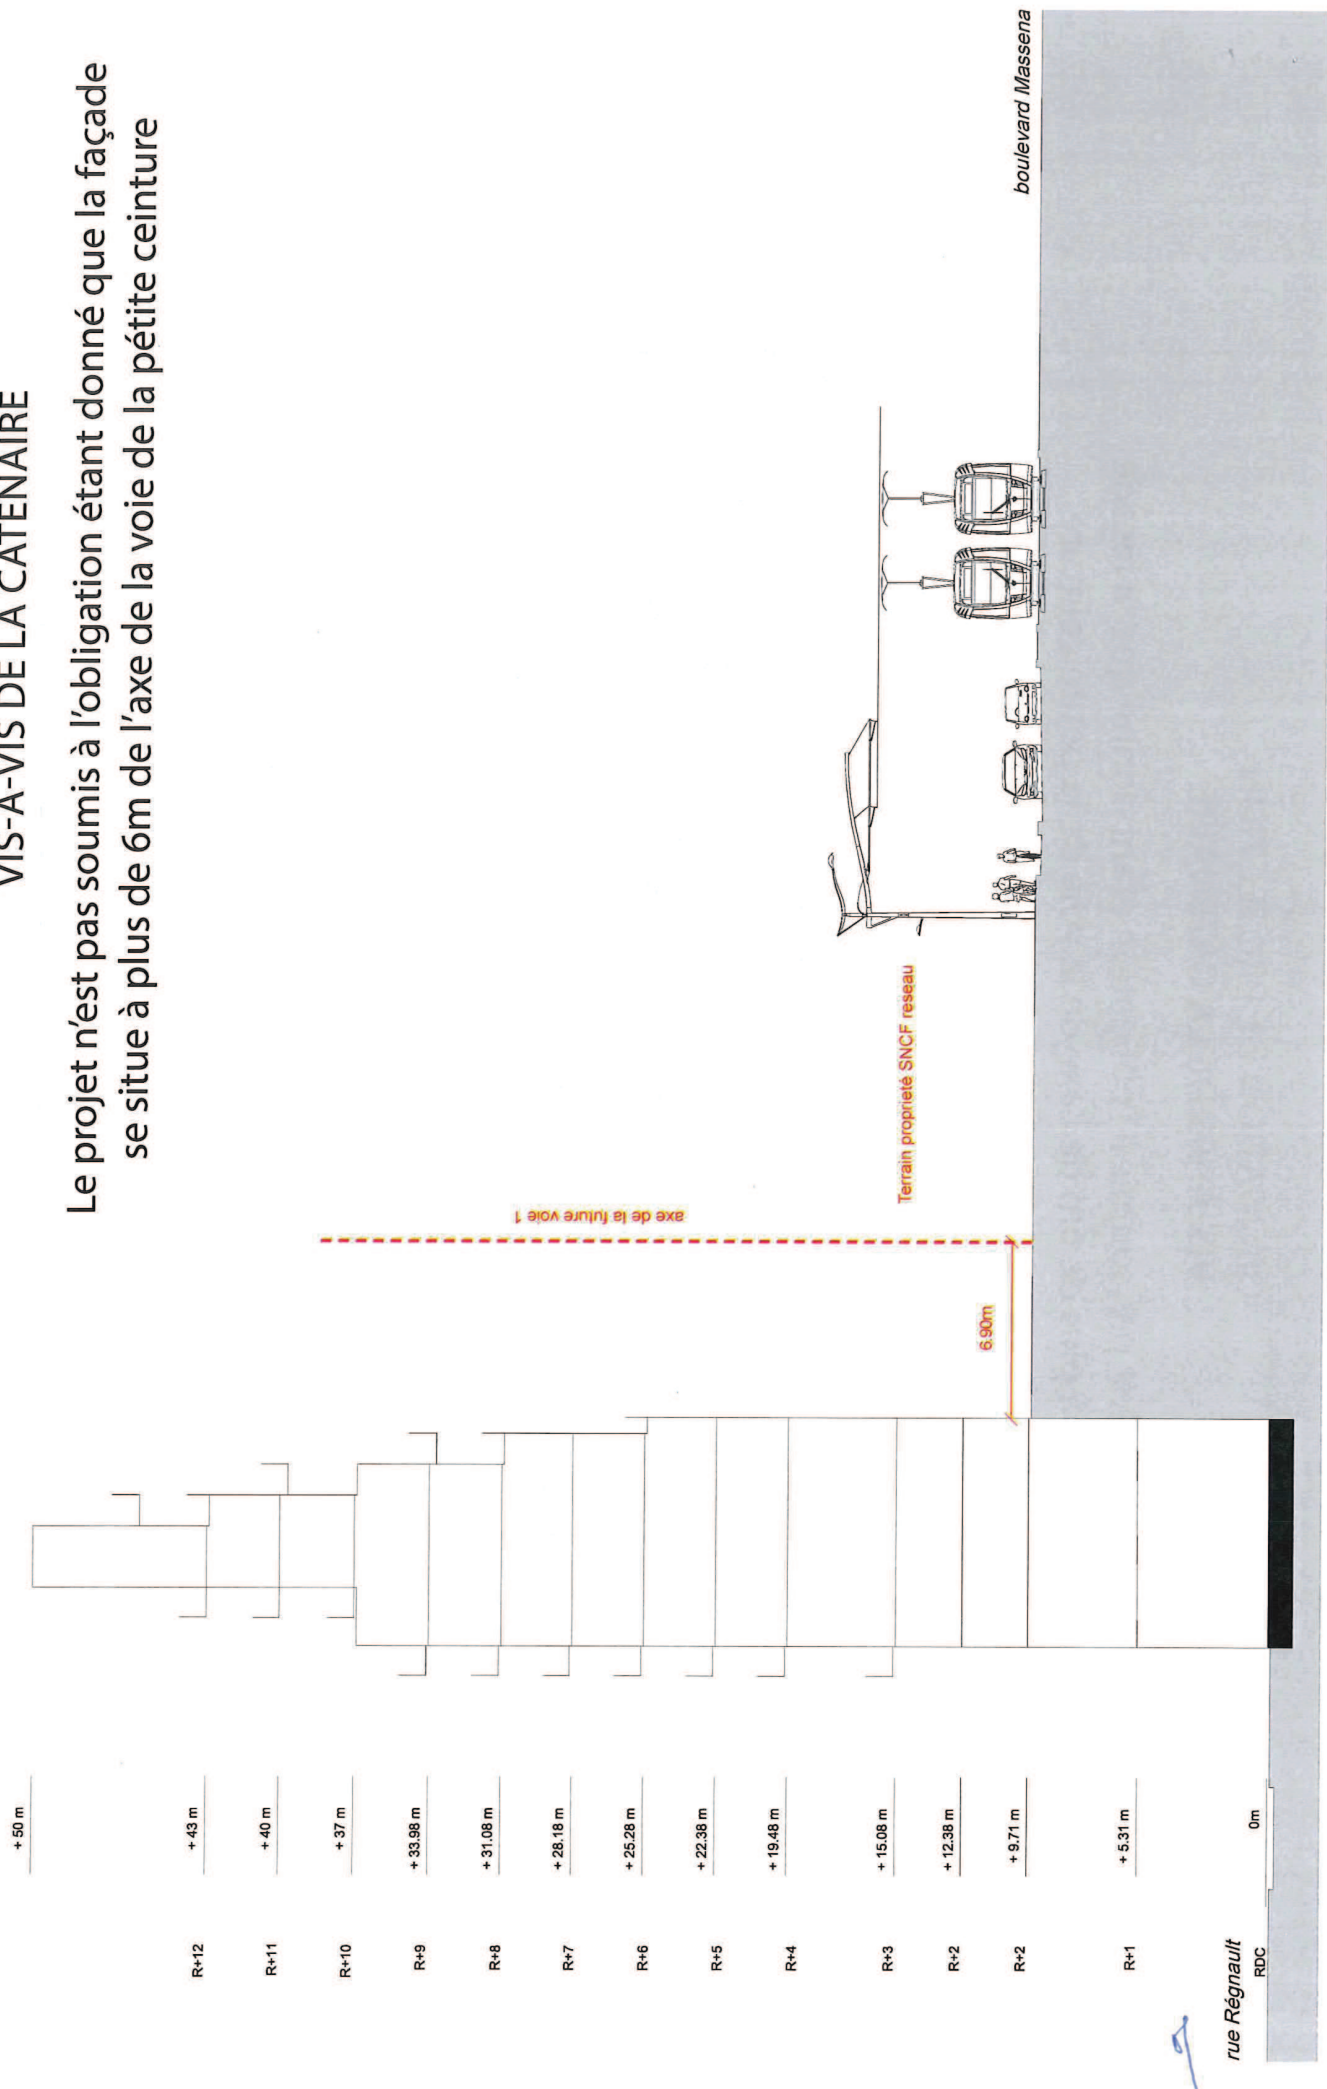 VIS-A-VIS DE LA CATENAIRE
Le projet n'est pas soumis à l'obligation étant donné que la façade
se situe à plus de 6m de l'axe de la voie de la pétite ceinture
+ 50 m
R+12 + 43 m
R+11 + 40 m
R+10 + 37 m
R+9 + 33.98 m
R+8 + 31.08 m
R+7 + 28.18 m
R+6 + 25.28 m
R+5 + 22.38 m
R+4 + 19.48 m
R+3 + 15.08 m
R+2 + 12.38 m
R+2 + 9.71 m
R+1 + 5.31 m
rue Régnault
RDC 0m
axe de la future voie 1
6.90m
Terrain proprieté SNCF reseau
boulevard Massena